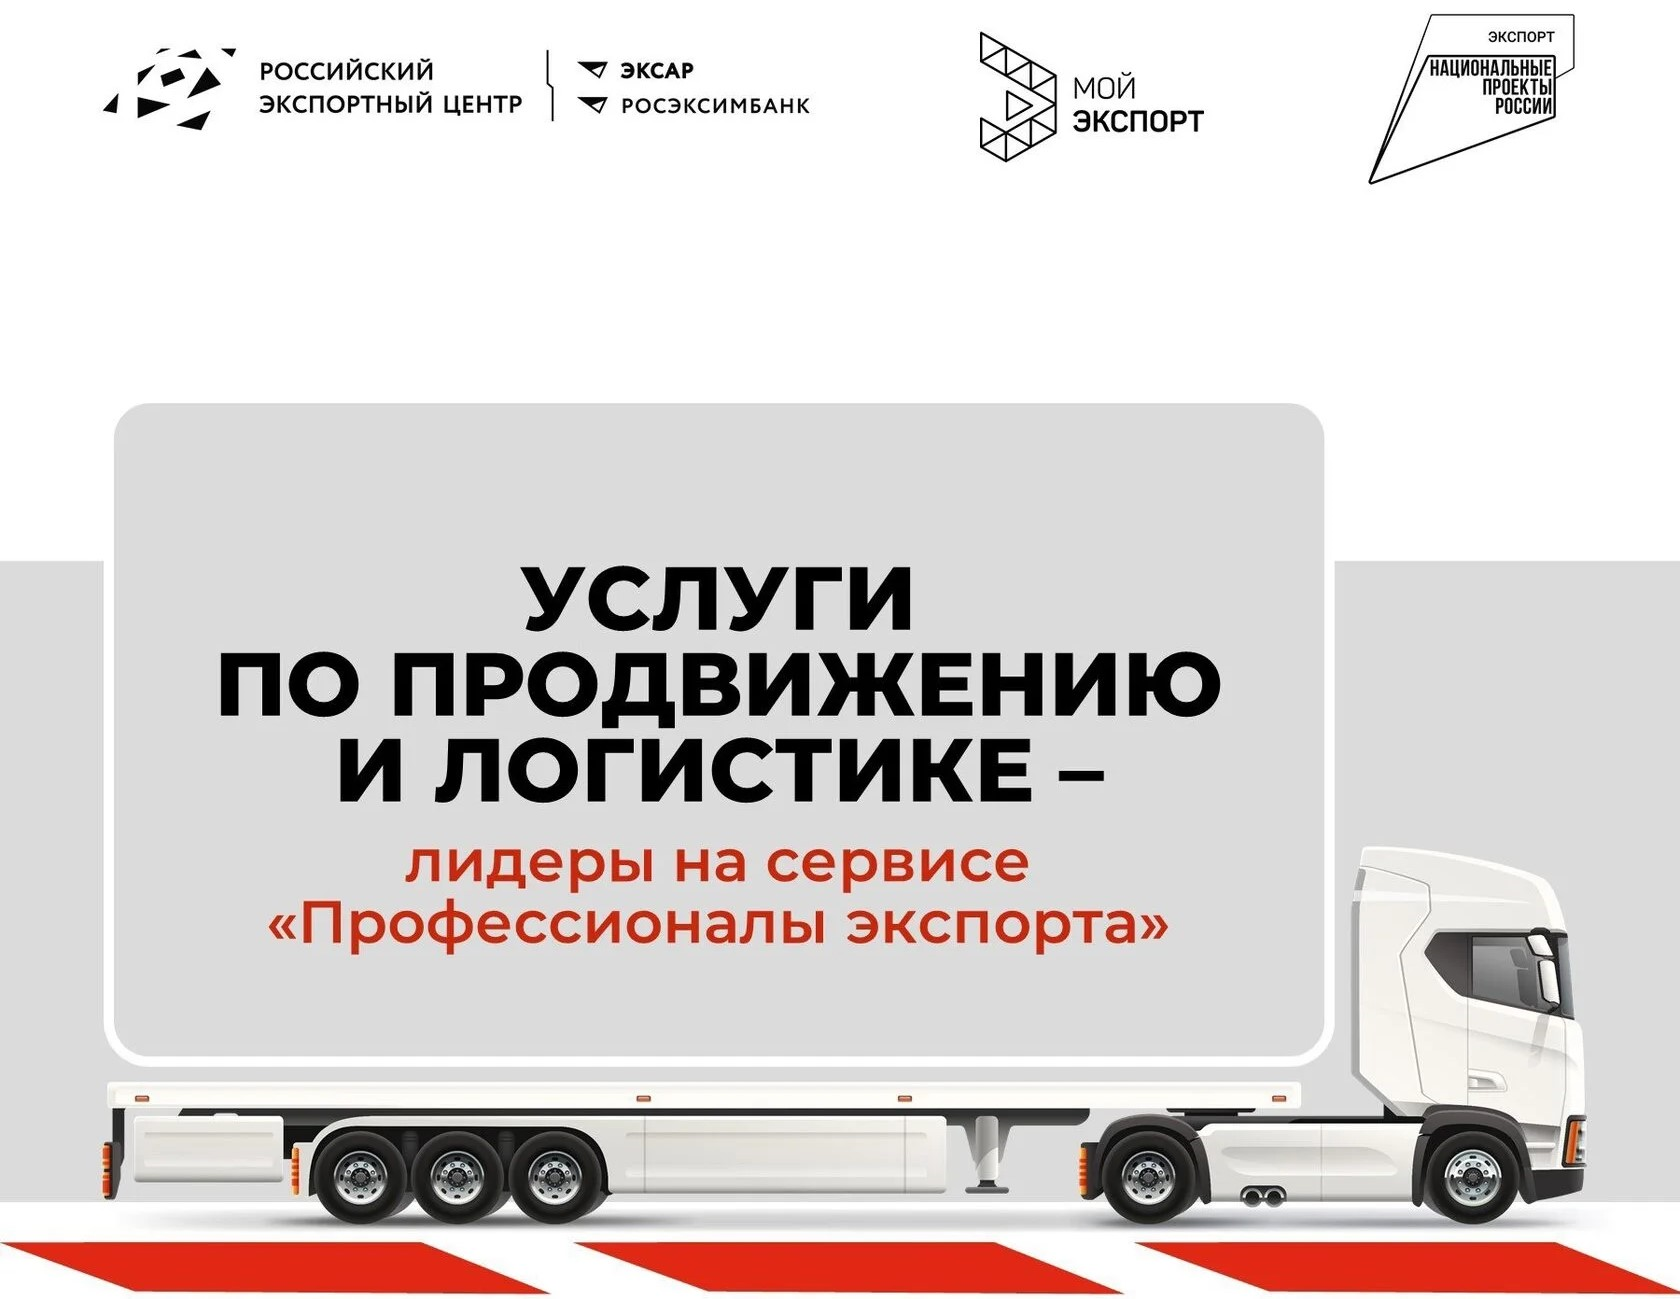 РОССИЙСКИЙ
ЭКСПОРТНЫЙ ЦЕНТР
ЭКСАР
РОСЭКСИМБАНК
МОЙ
ЭКСПОРТ
ЭКСПОРТ
НАЦИОНАЛЬНЫЕ
ПРОЕКТЫ
РОССИИ
УСЛУГИ
ПО ПРОДВИЖЕНИЮ
И ЛОГИСТИКЕ –
лидеры на сервисе
«Профессионалы экспорта»